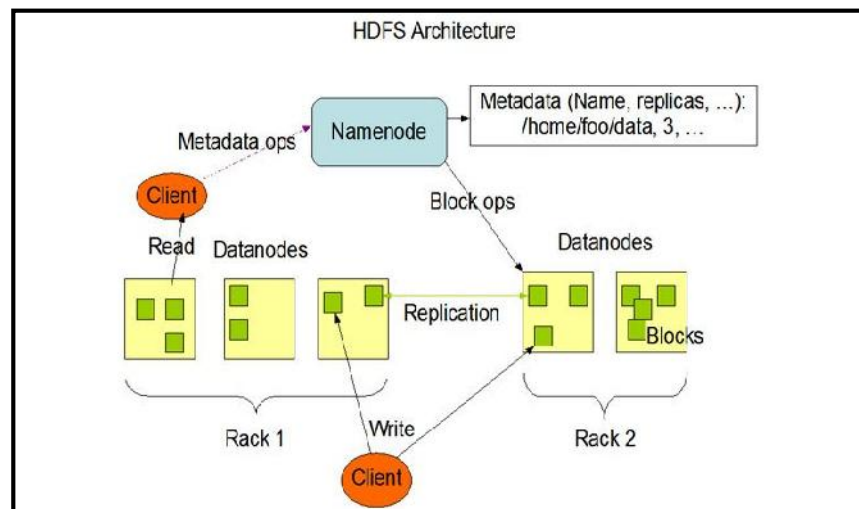 HDFS Architecture
Metadata (Name, replicas, ...):
/home/foo/data, 3, ...
Namenode
Metadata ops
Client
Block ops
Read
Datanodes
Datanodes
Replication
Blocks
Rack 1
Write
Rack 2
Client